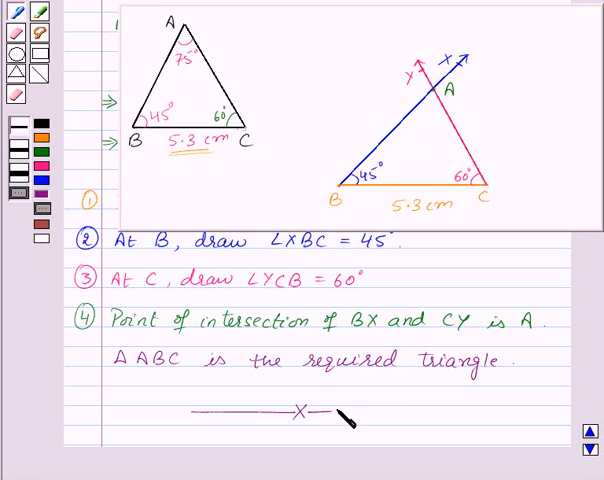 A
75°
45°
60°
B
5.3 cm
C
X
Y
A
45°
60°
B
5.3 cm
C
①
② At B, draw ∠XBC = 45°.
③ At C, draw ∠YCB = 60°
④ Point of intersection of BX and CY is A.
Δ ABC is the required triangle.
X